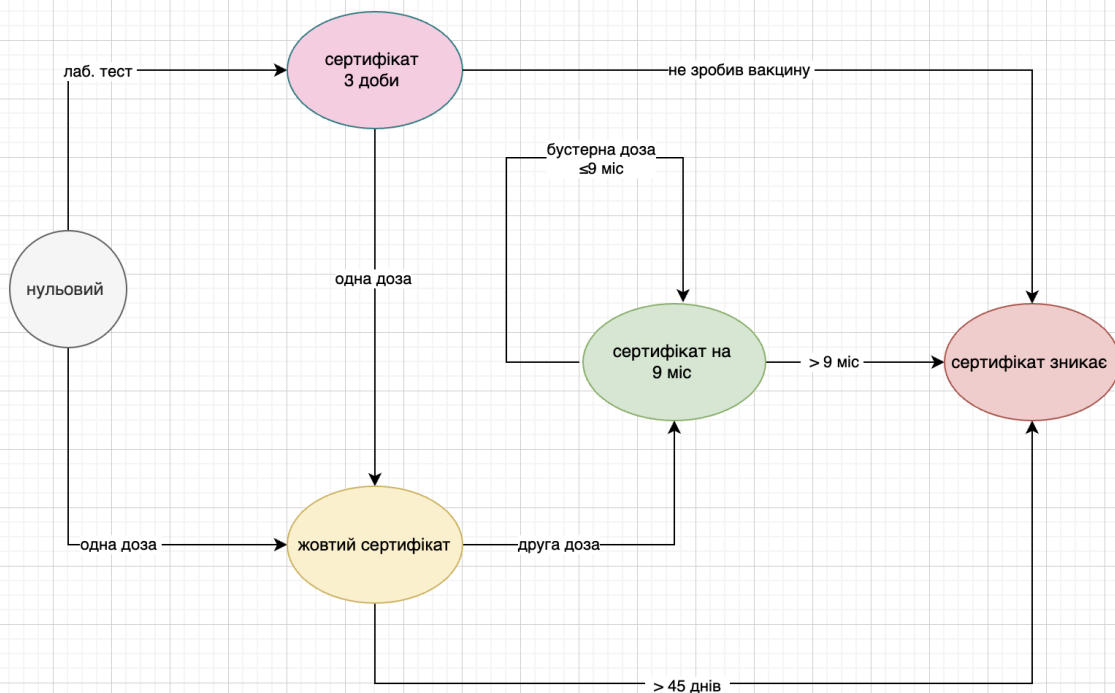 сертифікат
3 доби
лаб. тест
не зробив вакцину
бустерна доза
≤9 міс
одна доза
нульовий
сертифікат на
9 міс
> 9 міс
сертифікат зникає
одна доза
жовтий сертифікат
друга доза
> 45 днів